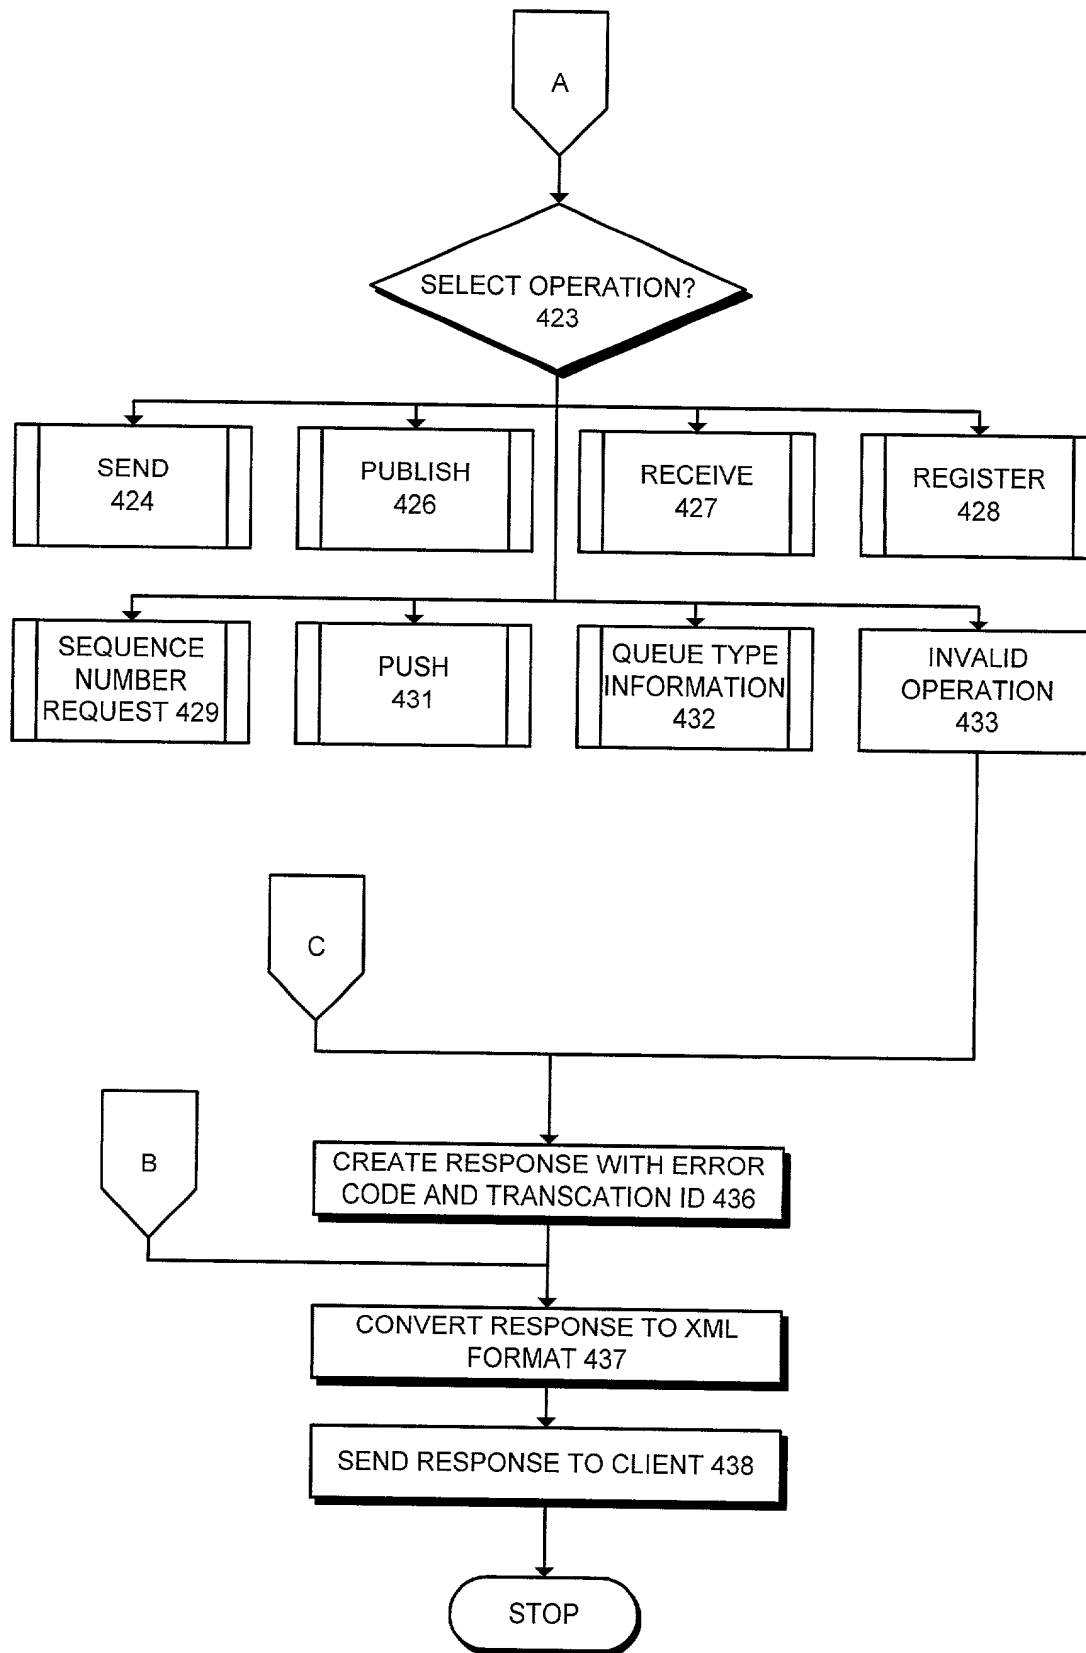 A
SELECT OPERATION?
423
SEND
424
PUBLISH
426
RECEIVE
427
REGISTER
428
SEQUENCE
NUMBER
REQUEST 429
PUSH
431
QUEUE TYPE
INFORMATION
432
INVALID
OPERATION
433
C
B
CREATE RESPONSE WITH ERROR
CODE AND TRANSCATION ID 436
CONVERT RESPONSE TO XML
FORMAT 437
SEND RESPONSE TO CLIENT 438
STOP